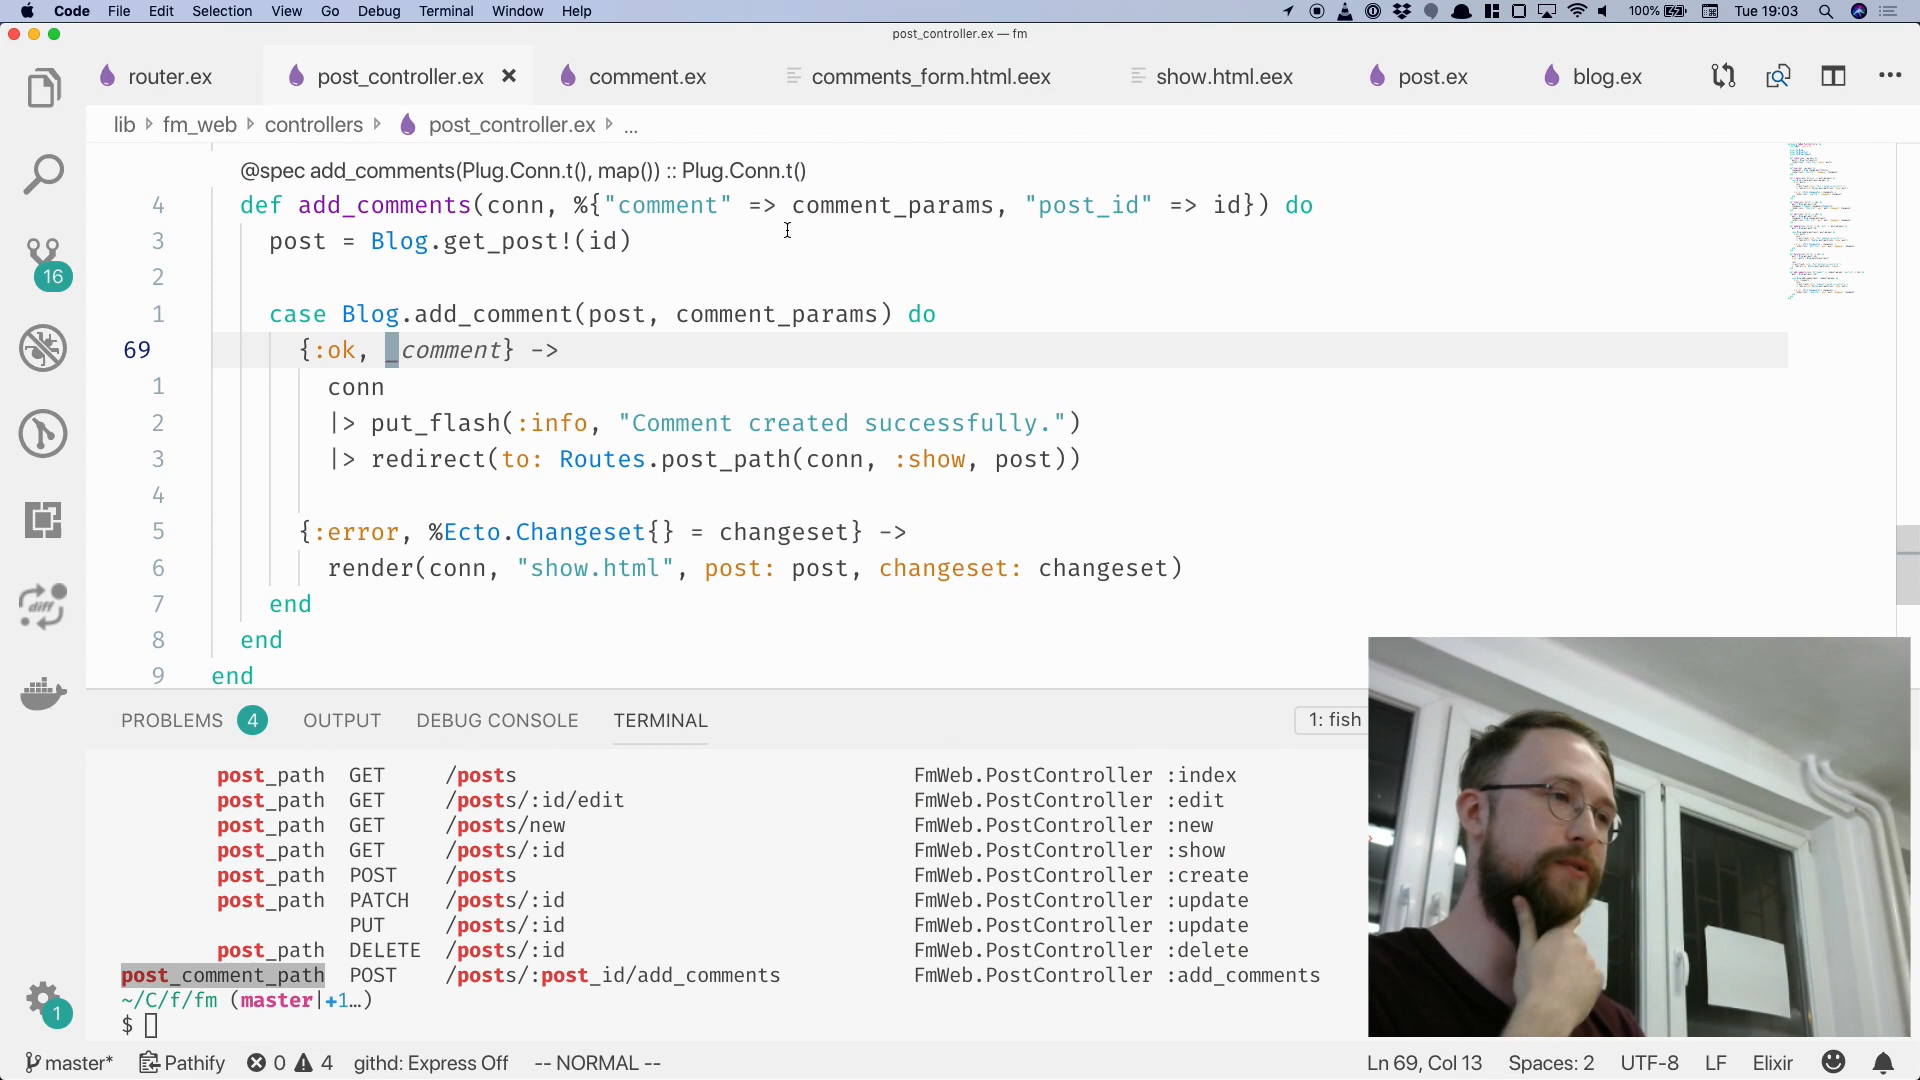 Code File Edit Selection View Go Debug Terminal Window Help 100% Tue 19:03
post_controller.ex — fm
router.ex post_controller.ex comment.ex comments_form.html.eex show.html.eex post.ex blog.ex
lib fm_web controllers post_controller.ex ...
@spec add_comments(Plug.Conn.t(), map()) :: Plug.Conn.t()
4 def add_comments(conn, %{"comment" => comment_params, "post_id" => id}) do
3 post = Blog.get_post!(id)
2
1 case Blog.add_comment(post, comment_params) do
69 {:ok, _comment} ->
1 conn
2 |> put_flash(:info, "Comment created successfully.")
3 |> redirect(to: Routes.post_path(conn, :show, post))
4
5 {:error, %Ecto.Changeset{} = changeset} ->
6 render(conn, "show.html", post: post, changeset: changeset)
7 end
8 end
9 end
16
diff
1
PROBLEMS 4 OUTPUT DEBUG CONSOLE TERMINAL 1: fish
post_path GET /posts FmWeb.PostController :index
post_path GET /posts/:id/edit FmWeb.PostController :edit
post_path GET /posts/new FmWeb.PostController :new
post_path GET /posts/:id FmWeb.PostController :show
post_path POST /posts FmWeb.PostController :create
post_path PATCH /posts/:id FmWeb.PostController :update
PUT /posts/:id FmWeb.PostController :update
post_path DELETE /posts/:id FmWeb.PostController :delete
post_comment_path POST /posts/:post_id/add_comments FmWeb.PostController :add_comments
~/C/f/fm (master|+1…)
$
master* Pathify 0 4 githd: Express Off -- NORMAL -- Ln 69, Col 13 Spaces: 2 UTF-8 LF Elixir